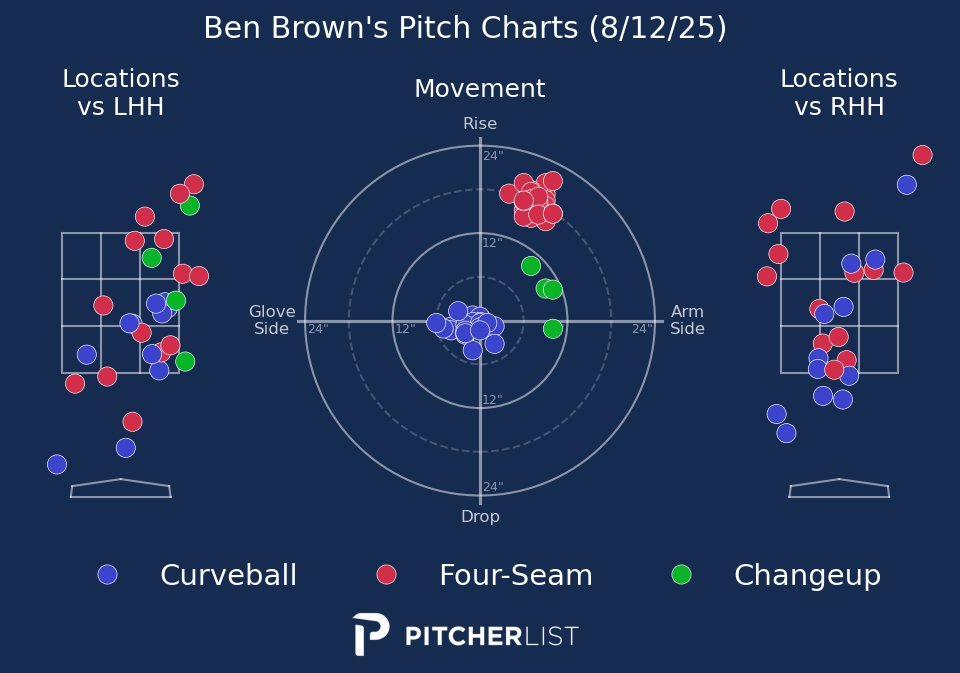 Ben Brown's Pitch Charts (8/12/25)
Locations
vs LHH
Movement
Locations
vs RHH
Rise
24"
12"
Glove
Side
24"
12"
24"
Arm
Side
12"
24"
Drop
Curveball
Four-Seam
Changeup
PITCHERLIST